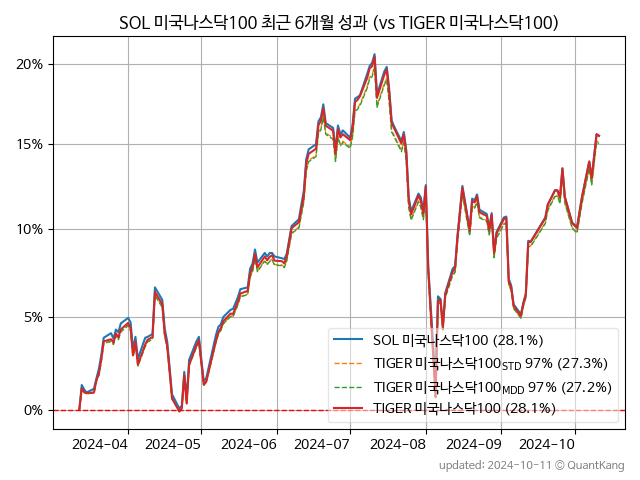 SOL 미국나스닥100 최근 6개월 성과 (vs TIGER 미국나스닥100)
20%
15%
10%
5%
0%
SOL 미국나스닥100 (28.1%)
TIGER 미국나스닥100STD 97% (27.3%)
TIGER 미국나스닥100MDD 97% (27.2%)
TIGER 미국나스닥100 (28.1%)
2024-04 2024-05 2024-06 2024-07 2024-08 2024-09 2024-10
updated: 2024-10-11 © QuantKang